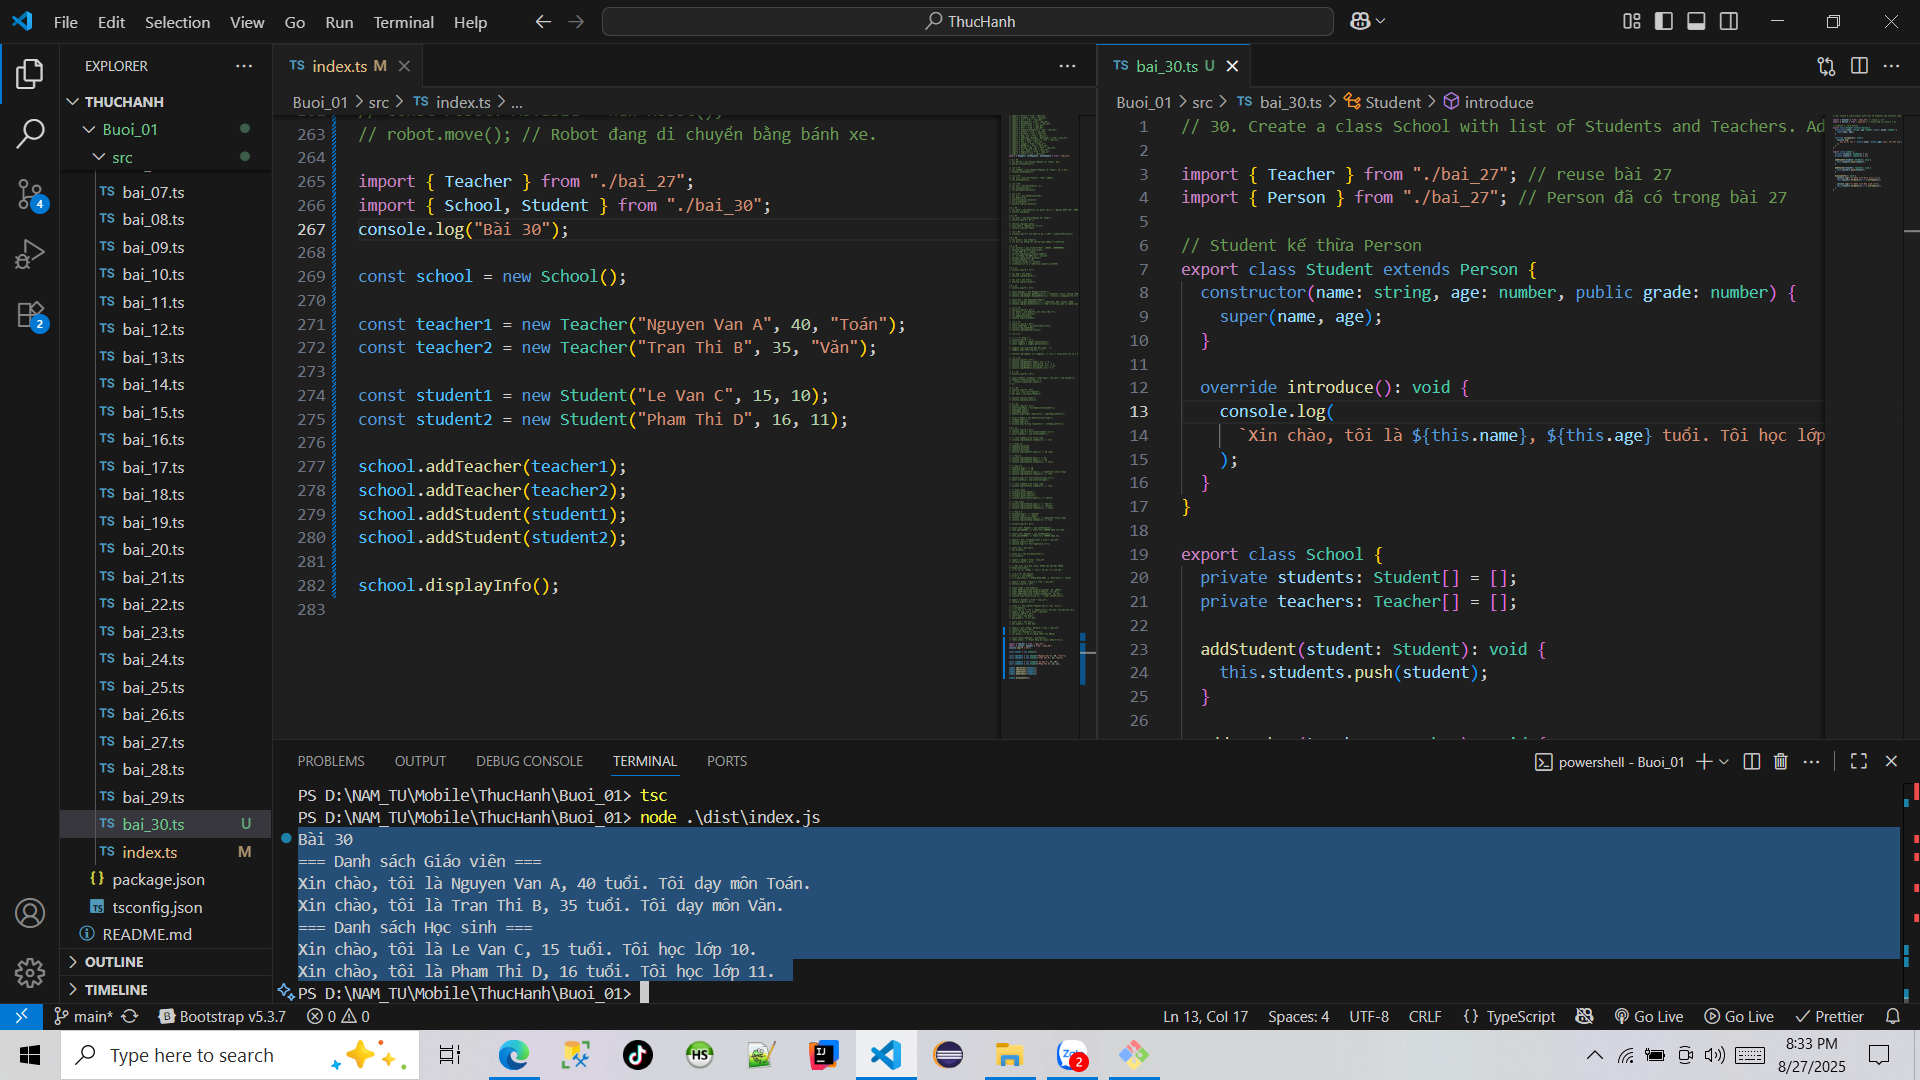 File Edit Selection View Go Run Terminal Help
ThucHanh
EXPLORER
THUCHANH
Buoi_01
src
TS bai_07.ts
TS bai_08.ts
TS bai_09.ts
TS bai_10.ts
TS bai_11.ts
TS bai_12.ts
TS bai_13.ts
TS bai_14.ts
TS bai_15.ts
TS bai_16.ts
TS bai_17.ts
TS bai_18.ts
TS bai_19.ts
TS bai_20.ts
TS bai_21.ts
TS bai_22.ts
TS bai_23.ts
TS bai_24.ts
TS bai_25.ts
TS bai_26.ts
TS bai_27.ts
TS bai_28.ts
TS bai_29.ts
TS bai_30.ts U
TS index.ts M
{} package.json
TS tsconfig.json
README.md
OUTLINE
TIMELINE
4
2
TS index.ts M
Buoi_01 > src > TS index.ts > ...
263 // robot.move(); // Robot đang di chuyển bằng bánh xe.
264
265 import { Teacher } from "./bai_27";
266 import { School, Student } from "./bai_30";
267 console.log("Bài 30");
268
269 const school = new School();
270
271 const teacher1 = new Teacher("Nguyen Van A", 40, "Toán");
272 const teacher2 = new Teacher("Tran Thi B", 35, "Văn");
273
274 const student1 = new Student("Le Van C", 15, 10);
275 const student2 = new Student("Pham Thi D", 16, 11);
276
277 school.addTeacher(teacher1);
278 school.addTeacher(teacher2);
279 school.addStudent(student1);
280 school.addStudent(student2);
281
282 school.displayInfo();
283
TS bai_30.ts U
Buoi_01 > src > TS bai_30.ts > Student > introduce
1 // 30. Create a class School with list of Students and Teachers. Ad
2
3 import { Teacher } from "./bai_27"; // reuse bài 27
4 import { Person } from "./bai_27"; // Person đã có trong bài 27
5
6 // Student kế thừa Person
7 export class Student extends Person {
8 constructor(name: string, age: number, public grade: number) {
9 super(name, age);
10 }
11
12 override introduce(): void {
13 console.log(
14 `Xin chào, tôi là ${this.name}, ${this.age} tuổi. Tôi học lớp
15 );
16 }
17 }
18
19 export class School {
20 private students: Student[] = [];
21 private teachers: Teacher[] = [];
22
23 addStudent(student: Student): void {
24 this.students.push(student);
25 }
26
PROBLEMS OUTPUT DEBUG CONSOLE TERMINAL PORTS
powershell - Buoi_01
PS D:\NAM_TU\Mobile\ThucHanh\Buoi_01> tsc
PS D:\NAM_TU\Mobile\ThucHanh\Buoi_01> node .\dist\index.js
Bài 30
=== Danh sách Giáo viên ===
Xin chào, tôi là Nguyen Van A, 40 tuổi. Tôi dạy môn Toán.
Xin chào, tôi là Tran Thi B, 35 tuổi. Tôi dạy môn Văn.
=== Danh sách Học sinh ===
Xin chào, tôi là Le Van C, 15 tuổi. Tôi học lớp 10.
Xin chào, tôi là Pham Thi D, 16 tuổi. Tôi học lớp 11.
PS D:\NAM_TU\Mobile\ThucHanh\Buoi_01>
main* Bootstrap v5.3.7 0 0
Ln 13, Col 17 Spaces: 4 UTF-8 CRLF {} TypeScript Go Live Go Live Prettier
Type here to search
HS
IJ
2
8:33 PM
8/27/2025